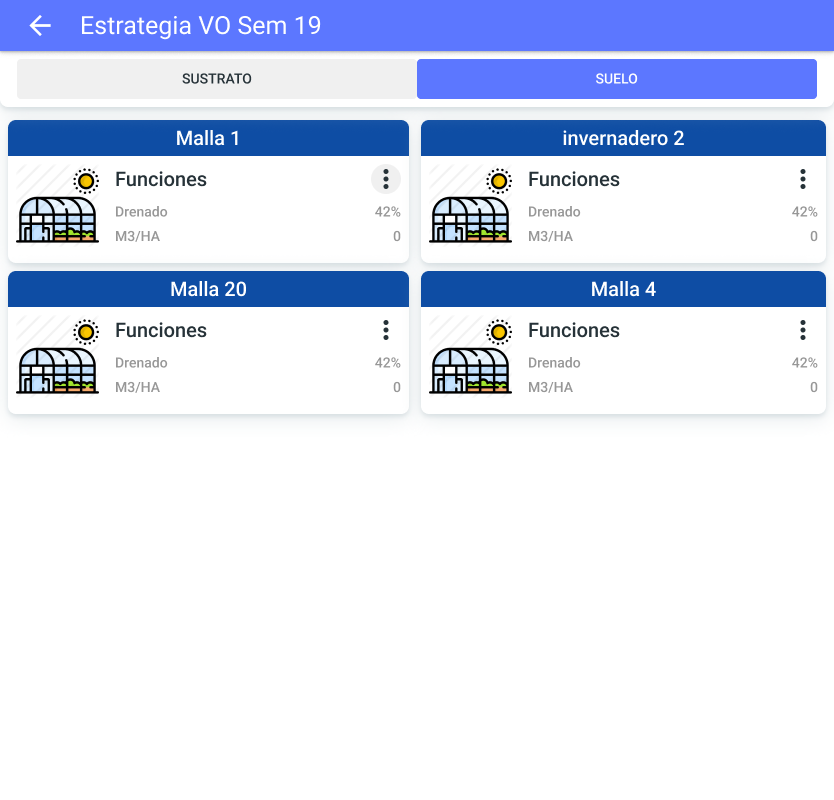 Estrategia VO Sem 19
SUSTRATO
SUELO
Malla 1
Funciones
Drenado 42%
M3/HA 0
invernadero 2
Funciones
Drenado 42%
M3/HA 0
Malla 20
Funciones
Drenado 42%
M3/HA 0
Malla 4
Funciones
Drenado 42%
M3/HA 0